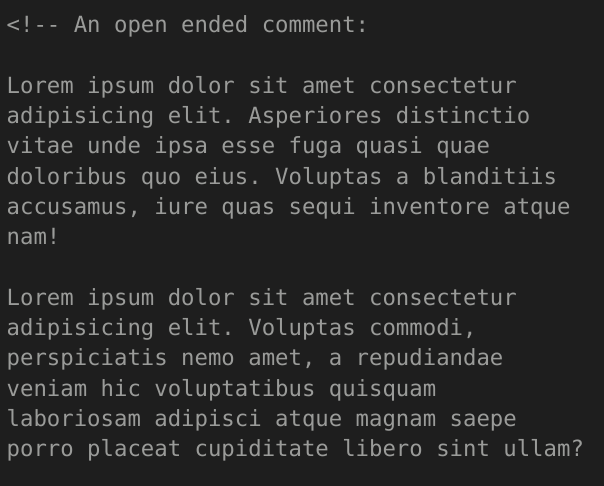 <!-- An open ended comment:
Lorem ipsum dolor sit amet consectetur
adipisicing elit. Asperiores distinctio
vitae unde ipsa esse fuga quasi quae
doloribus quo eius. Voluptas a blanditiis
accusamus, iure quas sequi inventore atque
nam!
Lorem ipsum dolor sit amet consectetur
adipisicing elit. Voluptas commodi,
perspiciatis nemo amet, a repudiandae
veniam hic voluptatibus quisquam
laboriosam adipisci atque magnam saepe
porro placeat cupiditate libero sint ullam?